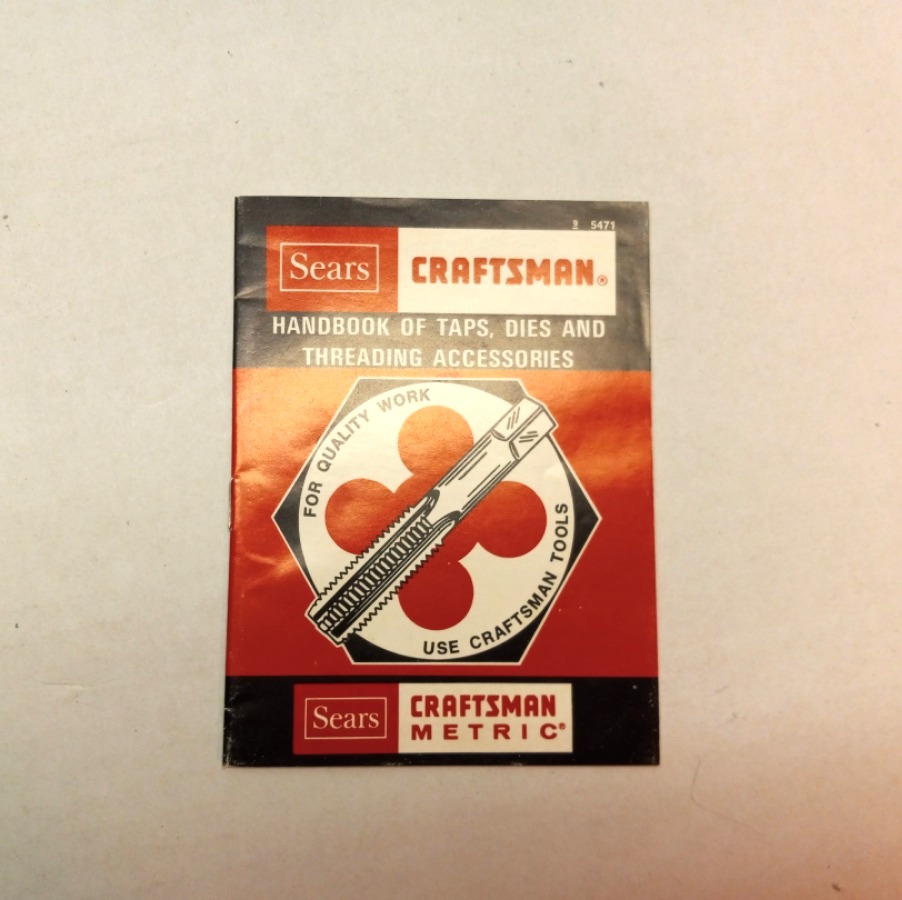 9 5471
Sears CRAFTSMAN®
HANDBOOK OF TAPS, DIES AND
THREADING ACCESSORIES
FOR QUALITY WORK
USE CRAFTSMAN TOOLS
Sears CRAFTSMAN
METRIC®